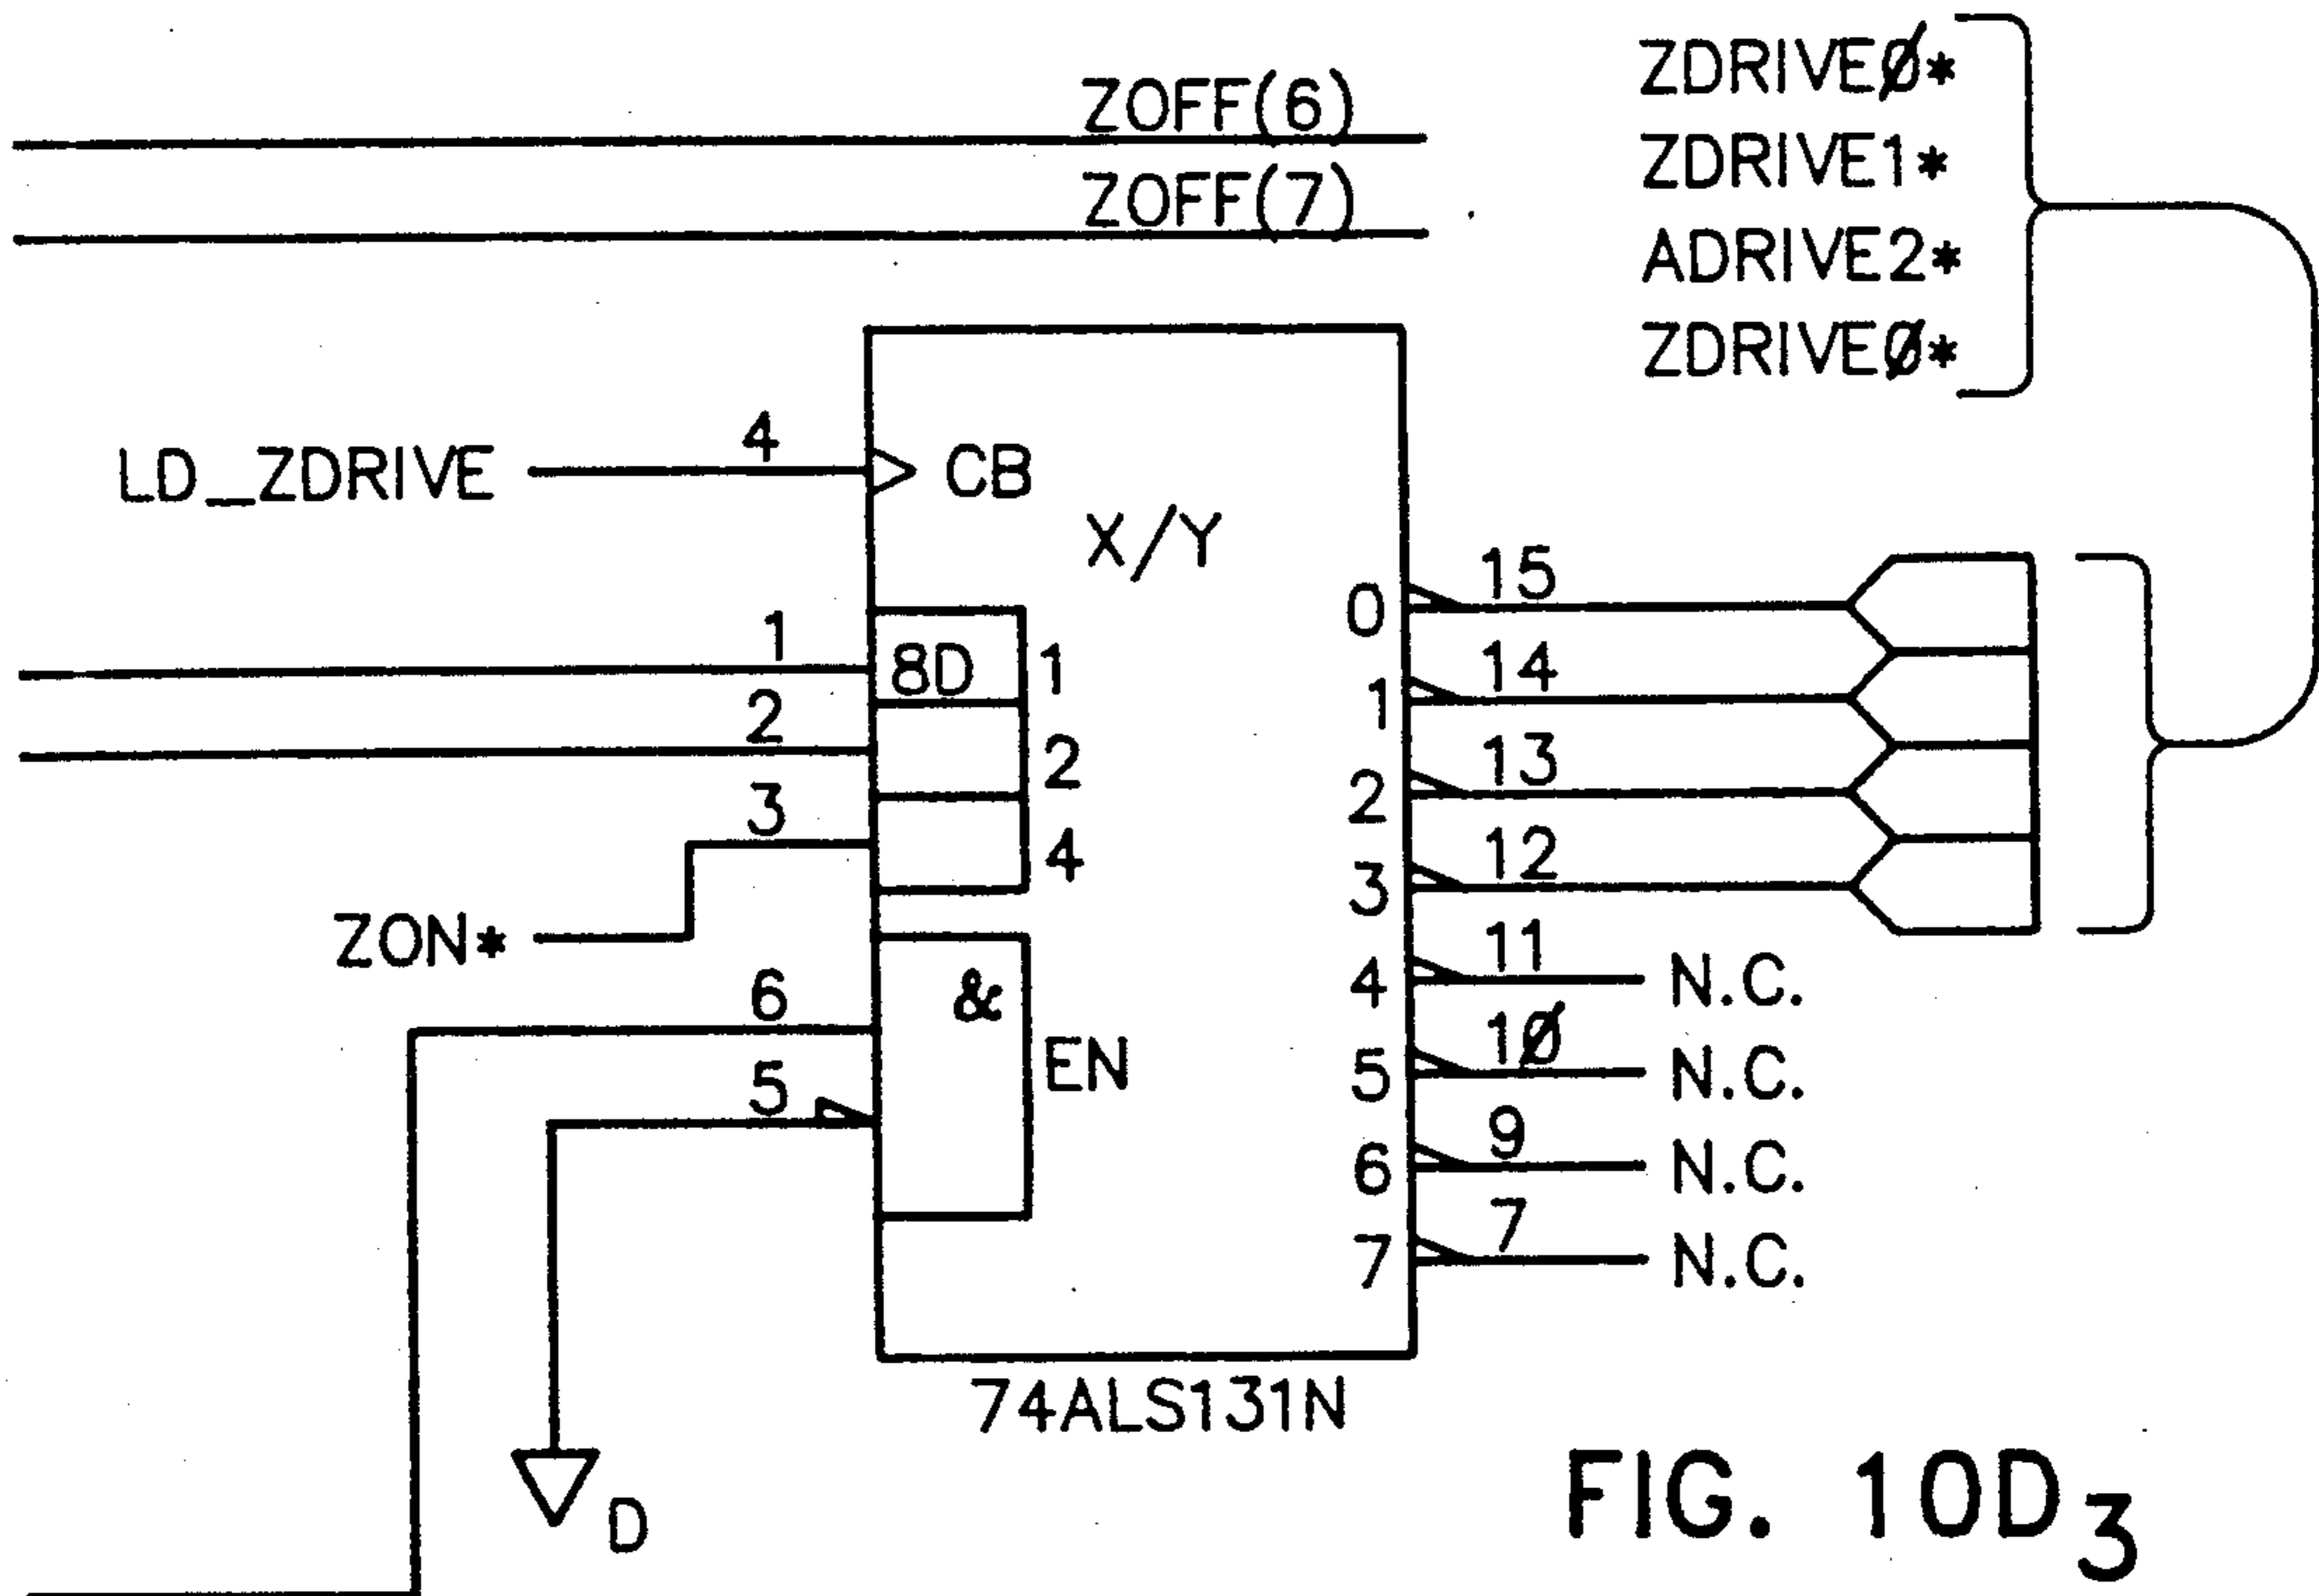 ZOFF(6)
ZOFF(7)
ZDRIVEØ*
ZDRIVE1*
ADRIVE2*
ZDRIVEØ*
LD_ZDRIVE
4
CB
X/Y
1
8D
1
2
2
3
4
ZON*
6
&
EN
5
D
0
15
1
14
2
13
3
12
4
11
N.C.
5
1Ø
N.C.
6
9
N.C.
7
7
N.C.
74ALS131N
FIG. 10D3